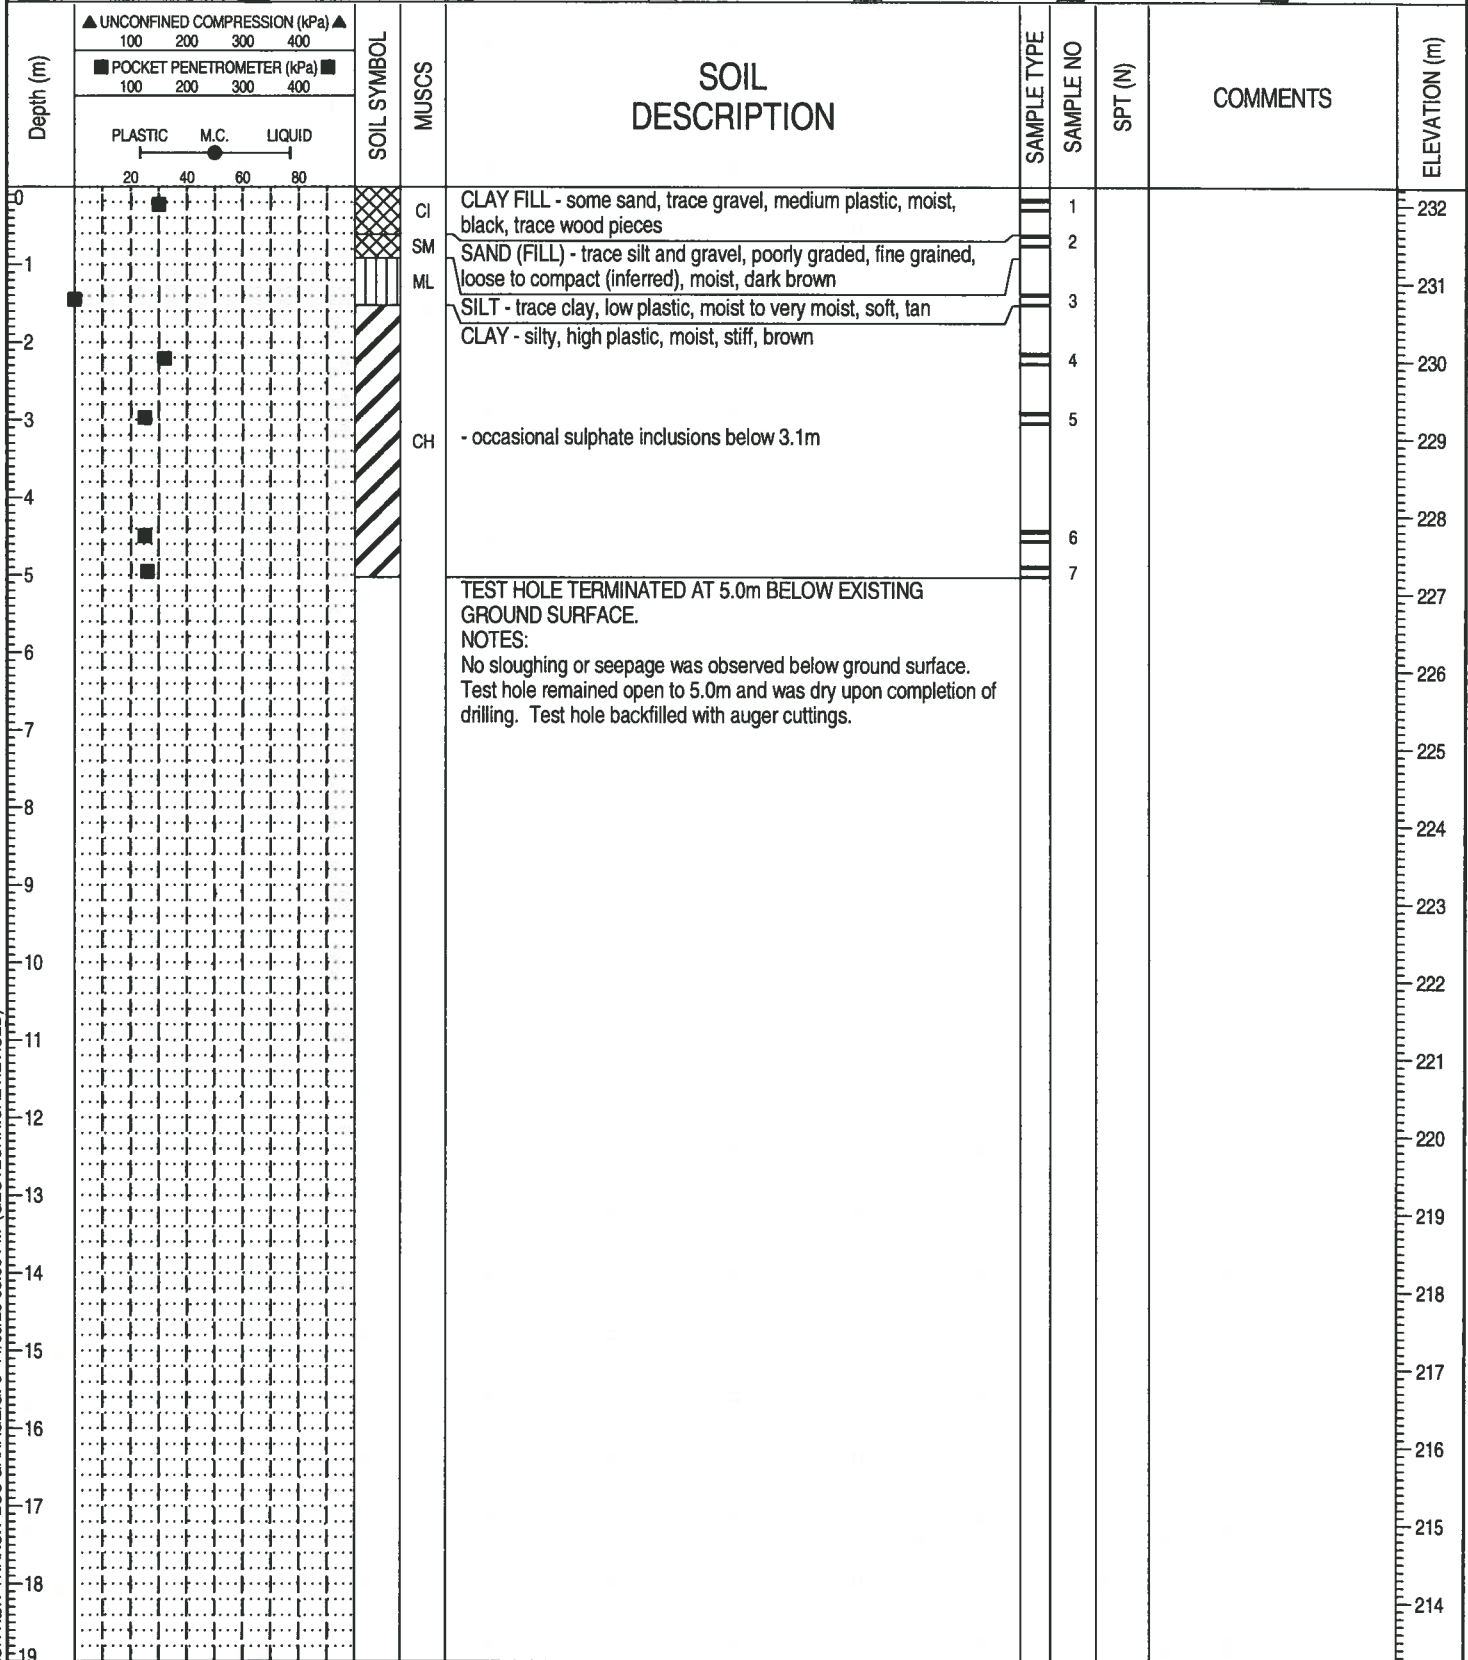 ▲ UNCONFINED COMPRESSION (kPa) ▲
100 200 300 400
■ POCKET PENETROMETER (kPa) ■
100 200 300 400
PLASTIC M.C. LIQUID
20 40 60 80
Depth (m)
SOIL SYMBOL
MUSCS
SOIL
DESCRIPTION
SAMPLE TYPE
SAMPLE NO
SPT (N)
COMMENTS
ELEVATION (m)
0
CI
CLAY FILL - some sand, trace gravel, medium plastic, moist,
black, trace wood pieces
1
232
SM
SAND (FILL) - trace silt and gravel, poorly graded, fine grained,
loose to compact (inferred), moist, dark brown
2
1
ML
231
SILT - trace clay, low plastic, moist to very moist, soft, tan
3
CLAY - silty, high plastic, moist, stiff, brown
2
4
230
3
5
CH
- occasional sulphate inclusions below 3.1m
229
4
228
6
5
7
TEST HOLE TERMINATED AT 5.0m BELOW EXISTING
GROUND SURFACE.
227
NOTES:
6
No sloughing or seepage was observed below ground surface.
226
Test hole remained open to 5.0m and was dry upon completion of
drilling. Test hole backfilled with auger cuttings.
7
225
8
224
9
223
10
222
11
221
12
220
13
219
14
218
15
217
16
216
17
215
18
214
19